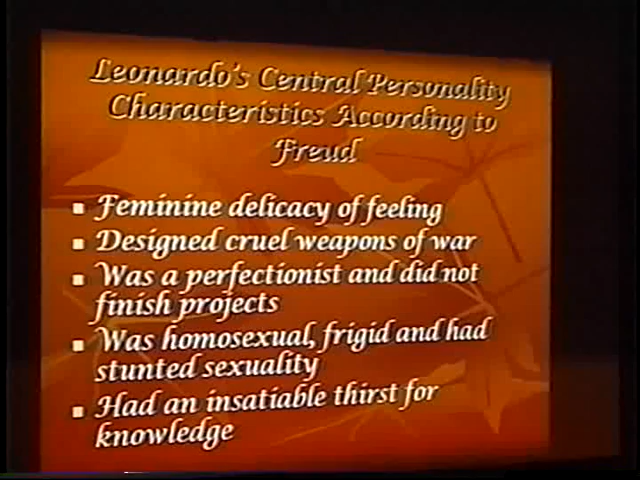 Leonardo's Central Personality
Characteristics According to
Freud
▪ Feminine delicacy of feeling
▪ Designed cruel weapons of war
▪ Was a perfectionist and did not
finish projects
▪ Was homosexual, frigid and had
stunted sexuality
▪ Had an insatiable thirst for
knowledge